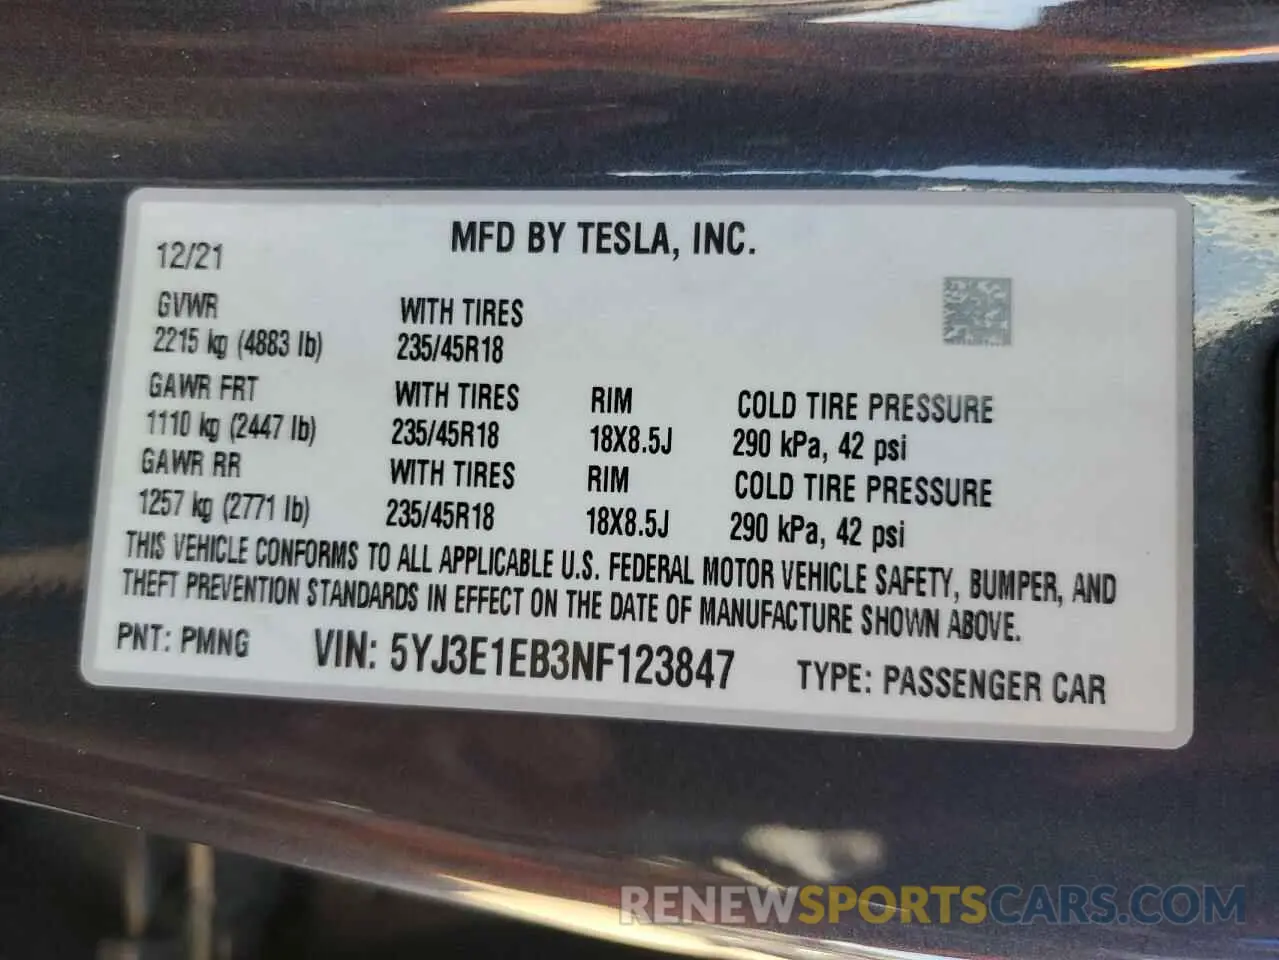 MFD BY TESLA, INC.
12/21
GVWR WITH TIRES
2215 kg (4883 lb) 235/45R18
GAWR FRT WITH TIRES RIM COLD TIRE PRESSURE
1110 kg (2447 lb) 235/45R18 18X8.5J 290 kPa, 42 psi
GAWR RR WITH TIRES RIM COLD TIRE PRESSURE
1257 kg (2771 lb) 235/45R18 18X8.5J 290 kPa, 42 psi
THIS VEHICLE CONFORMS TO ALL APPLICABLE U.S. FEDERAL MOTOR VEHICLE SAFETY, BUMPER, AND
THEFT PREVENTION STANDARDS IN EFFECT ON THE DATE OF MANUFACTURE SHOWN ABOVE.
PNT: PMNG VIN: 5YJ3E1EB3NF123847 TYPE: PASSENGER CAR
RENEWSPORTSCARS.COM